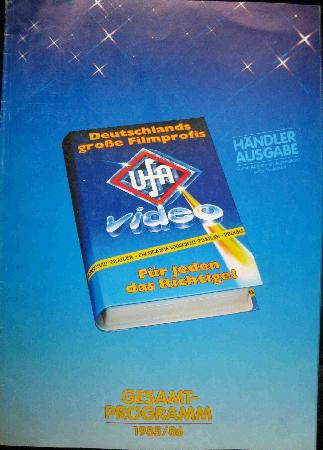 Deutschlands
große Filmprofis
UfA
video
HÄNDLER
AUSGABE
Für jeden
das Richtige!
GESAMT-
PROGRAMM
1985/86